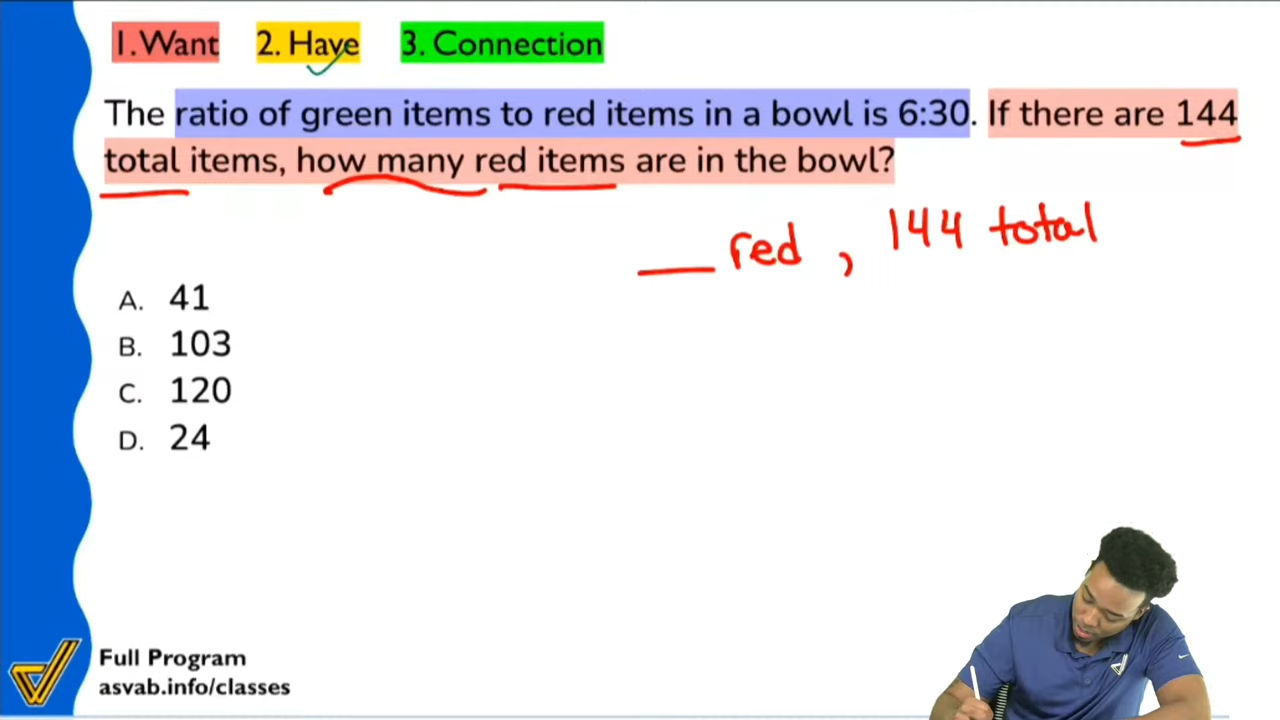 1. Want 2. Have 3. Connection
The ratio of green items to red items in a bowl is 6:30. If there are 144
total items, how many red items are in the bowl?
___ red , 144 total
A. 41
B. 103
C. 120
D. 24
Full Program
asvab.info/classes